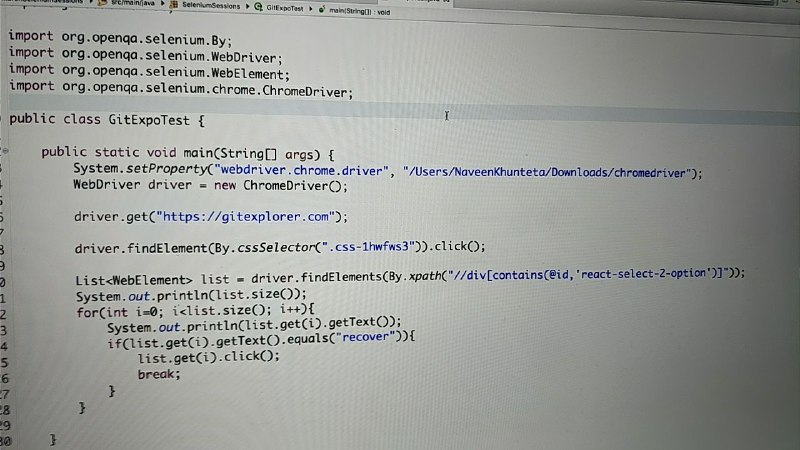 src/main/java SeleniumSessions GitExpoTest main(String[]) : void
import org.openqa.selenium.By;
import org.openqa.selenium.WebDriver;
import org.openqa.selenium.WebElement;
import org.openqa.selenium.chrome.ChromeDriver;
public class GitExpoTest {
public static void main(String[] args) {
System.setProperty("webdriver.chrome.driver", "/Users/NaveenKhunteta/Downloads/chromedriver");
WebDriver driver = new ChromeDriver();
driver.get("https://gitexplorer.com");
driver.findElement(By.cssSelector(".css-1hwfws3")).click();
List<WebElement> list = driver.findElements(By.xpath("//div[contains(@id,'react-select-2-option')]"));
System.out.println(list.size());
for(int i=0; i<list.size(); i++){
System.out.println(list.get(i).getText());
if(list.get(i).getText().equals("recover")){
list.get(i).click();
break;
}
}
}